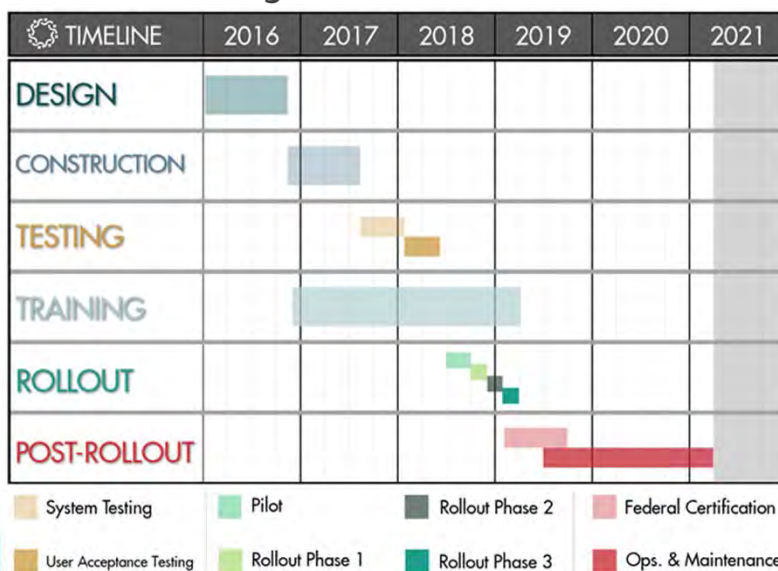 TIMELINE 2016 2017 2018 2019 2020 2021
DESIGN
CONSTRUCTION
TESTING
TRAINING
ROLLOUT
POST-ROLLOUT
System Testing Pilot Rollout Phase 2 Federal Certification
User Acceptance Testing Rollout Phase 1 Rollout Phase 3 Ops. & Maintenance